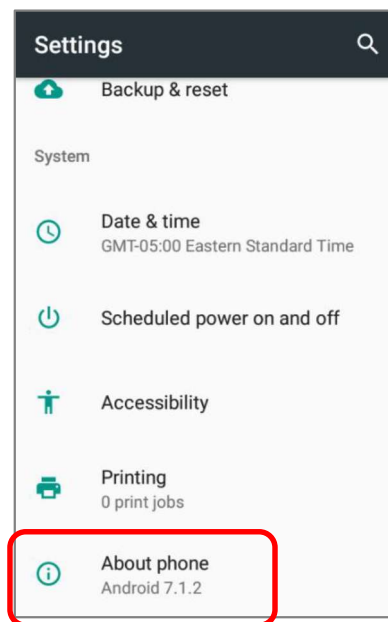 Settings
Backup & reset
System
Date & time
GMT-05:00 Eastern Standard Time
Scheduled power on and off
Accessibility
Printing
0 print jobs
About phone
Android 7.1.2